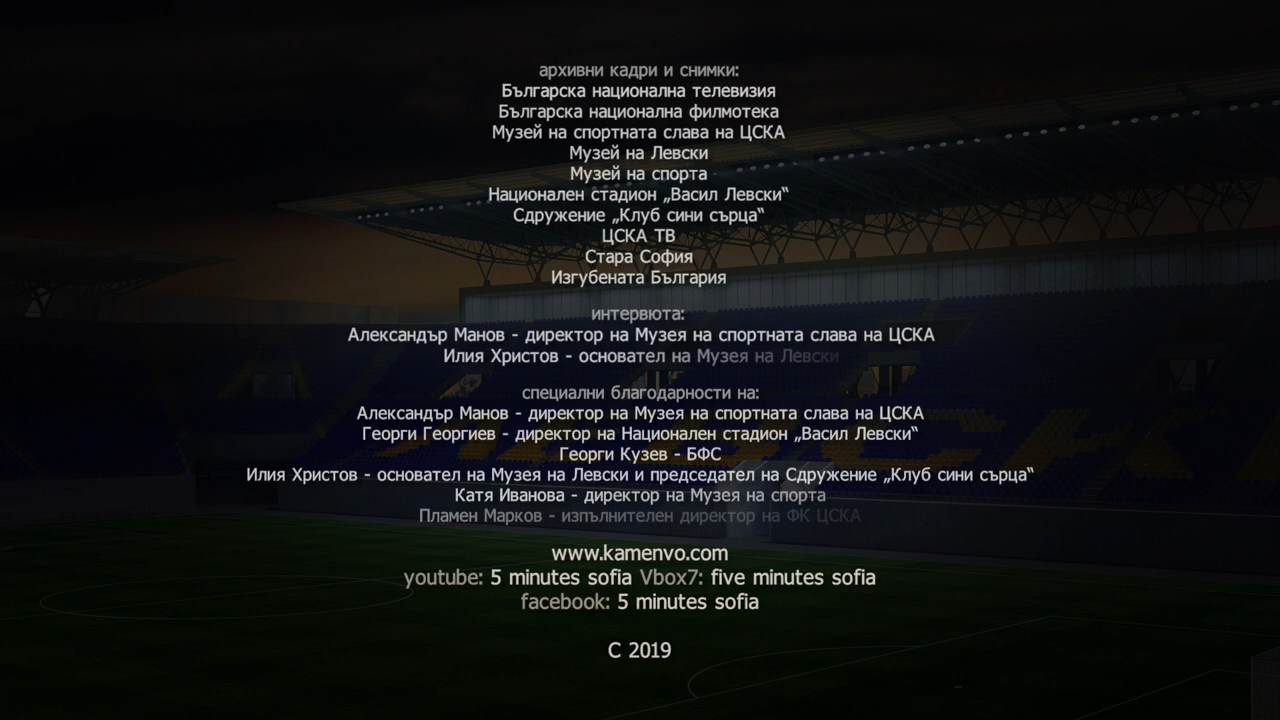 архивни кадри и снимки:
Българска национална телевизия
Българска национална филмотека
Музей на спортната слава на ЦСКА
Музей на Левски
Музей на спорта
Национален стадион „Васил Левски“
Сдружение „Клуб сини сърца“
ЦСКА ТВ
Стара София
Изгубената България
интервюта:
Александър Манов - директор на Музея на спортната слава на ЦСКА
Илия Христов - основател на Музея на Левски
специални благодарности на:
Александър Манов - директор на Музея на спортната слава на ЦСКА
Георги Георгиев - директор на Национален стадион „Васил Левски“
Георги Кузев - БФС
Илия Христов - основател на Музея на Левски и председател на Сдружение „Клуб сини сърца“
Катя Иванова - директор на Музея на спорта
Пламен Марков - изпълнителен директор на ФК ЦСКА
www.kamenvo.com
youtube: 5 minutes sofia Vbox7: five minutes sofia
facebook: 5 minutes sofia
С 2019